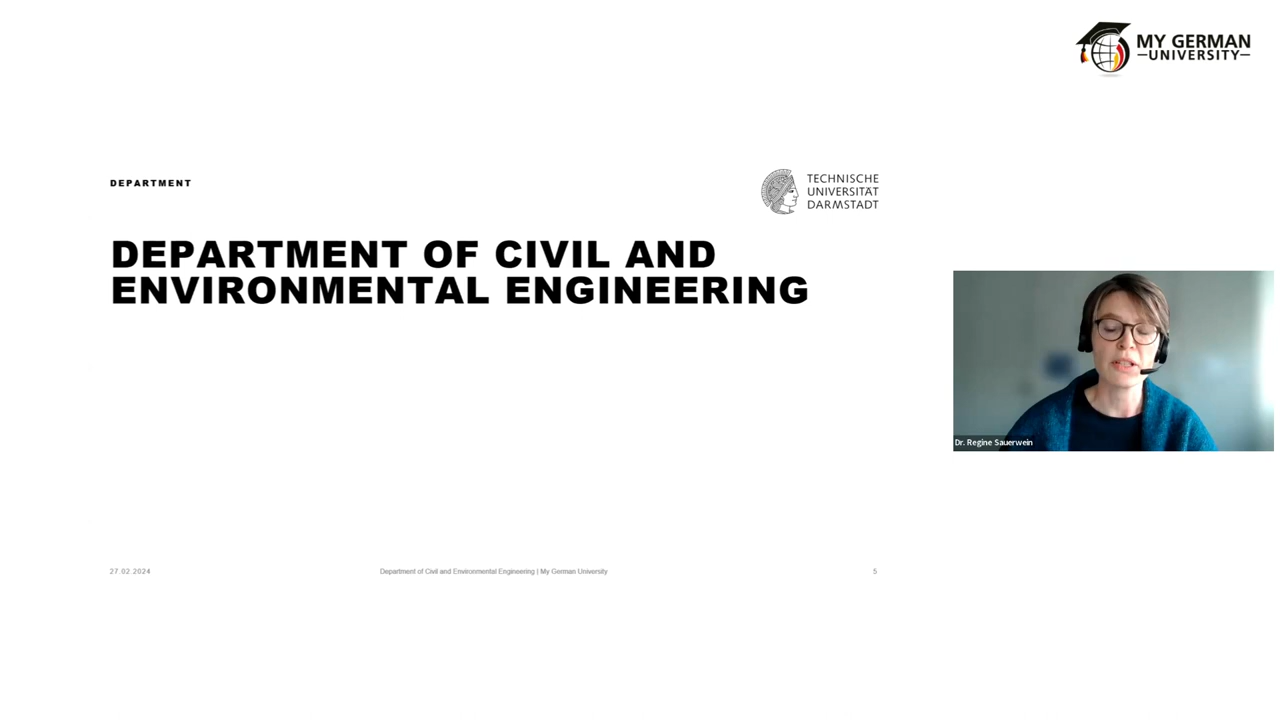 MY GERMAN
UNIVERSITY
DEPARTMENT
TECHNISCHE
UNIVERSITÄT
DARMSTADT
DEPARTMENT OF CIVIL AND
ENVIRONMENTAL ENGINEERING
Dr. Regine Sauerwein
27.02.2024
Department of Civil and Environmental Engineering | My German University
5